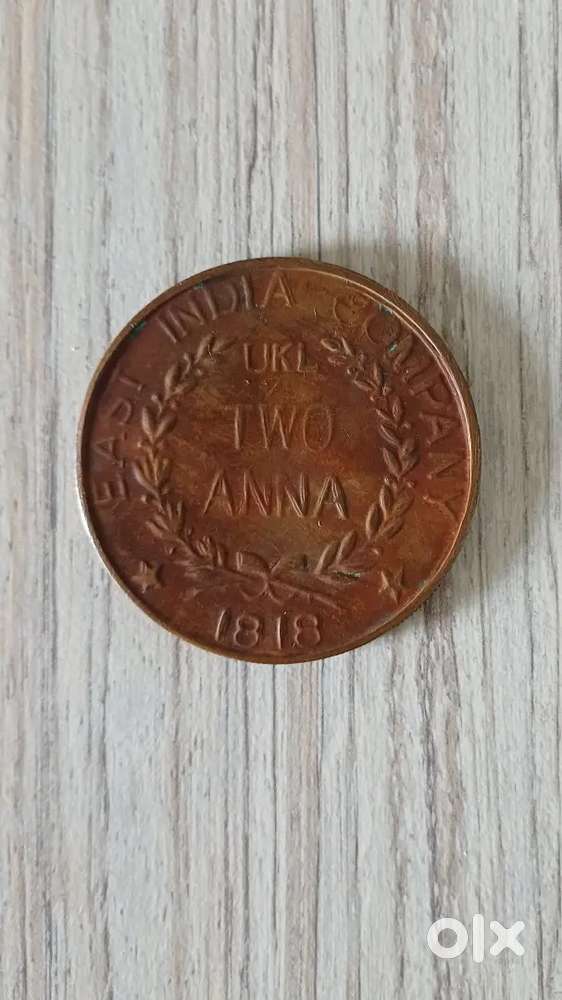 EAST INDIA COMPANY
UKL
TWO
ANNA
1818
olx